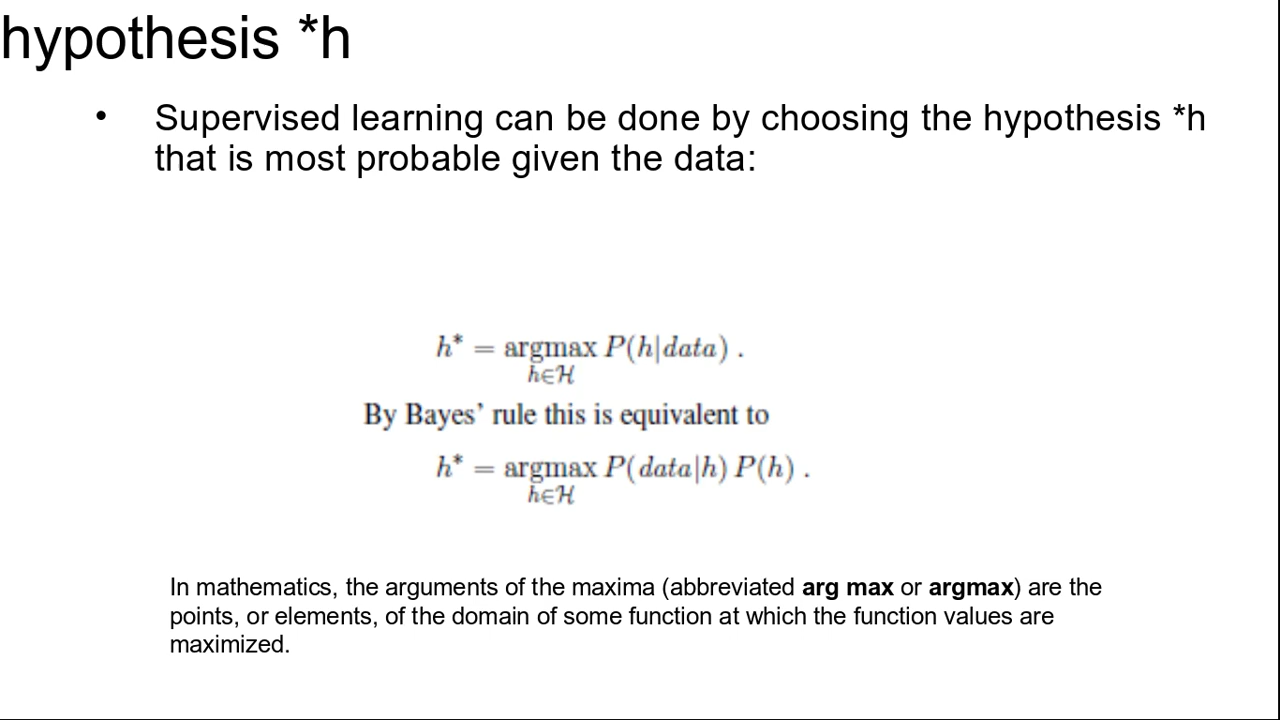 hypothesis *h
• Supervised learning can be done by choosing the hypothesis *h
that is most probable given the data:
h* = argmax P(h|data) .
h∈ℋ
By Bayes’ rule this is equivalent to
h* = argmax P(data|h) P(h) .
h∈ℋ
In mathematics, the arguments of the maxima (abbreviated arg max or argmax) are the
points, or elements, of the domain of some function at which the function values are
maximized.